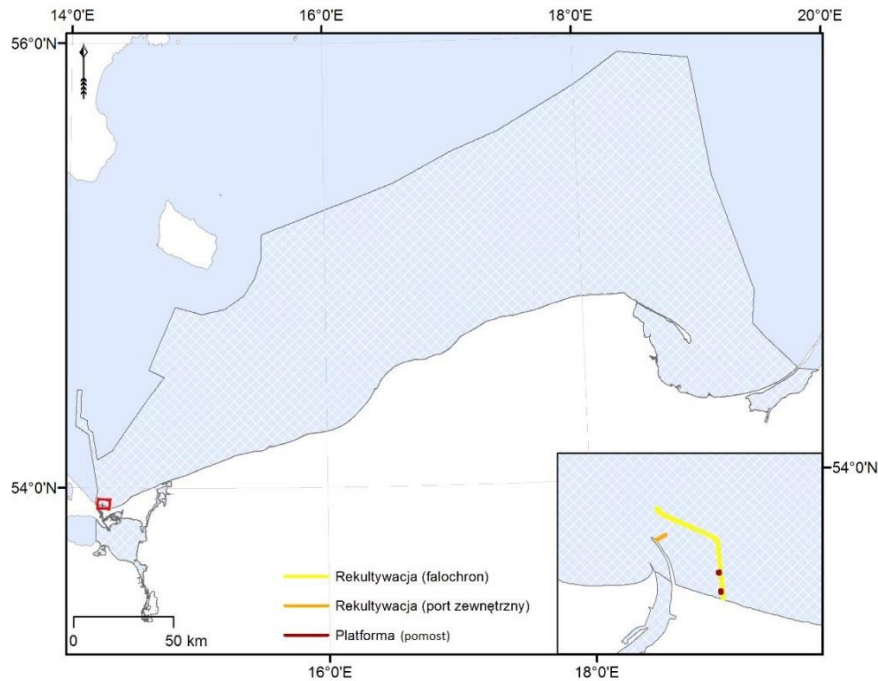 14°0'E 16°0'E 18°0'E 20°0'E
56°0'N
54°0'N
54°0'N
Rekultywacja (falochron)
Rekultywacja (port zewnętrzny)
Platforma (pomost)
0 50 km
16°0'E 18°0'E